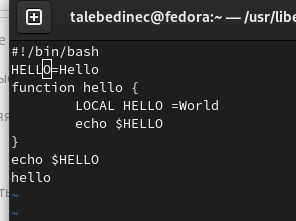 talebedinec@fedora:~ — /usr/libe
#!/bin/bash
HELLO=Hello
function hello {
        LOCAL HELLO =World
        echo $HELLO
}
echo $HELLO
hello
~
~